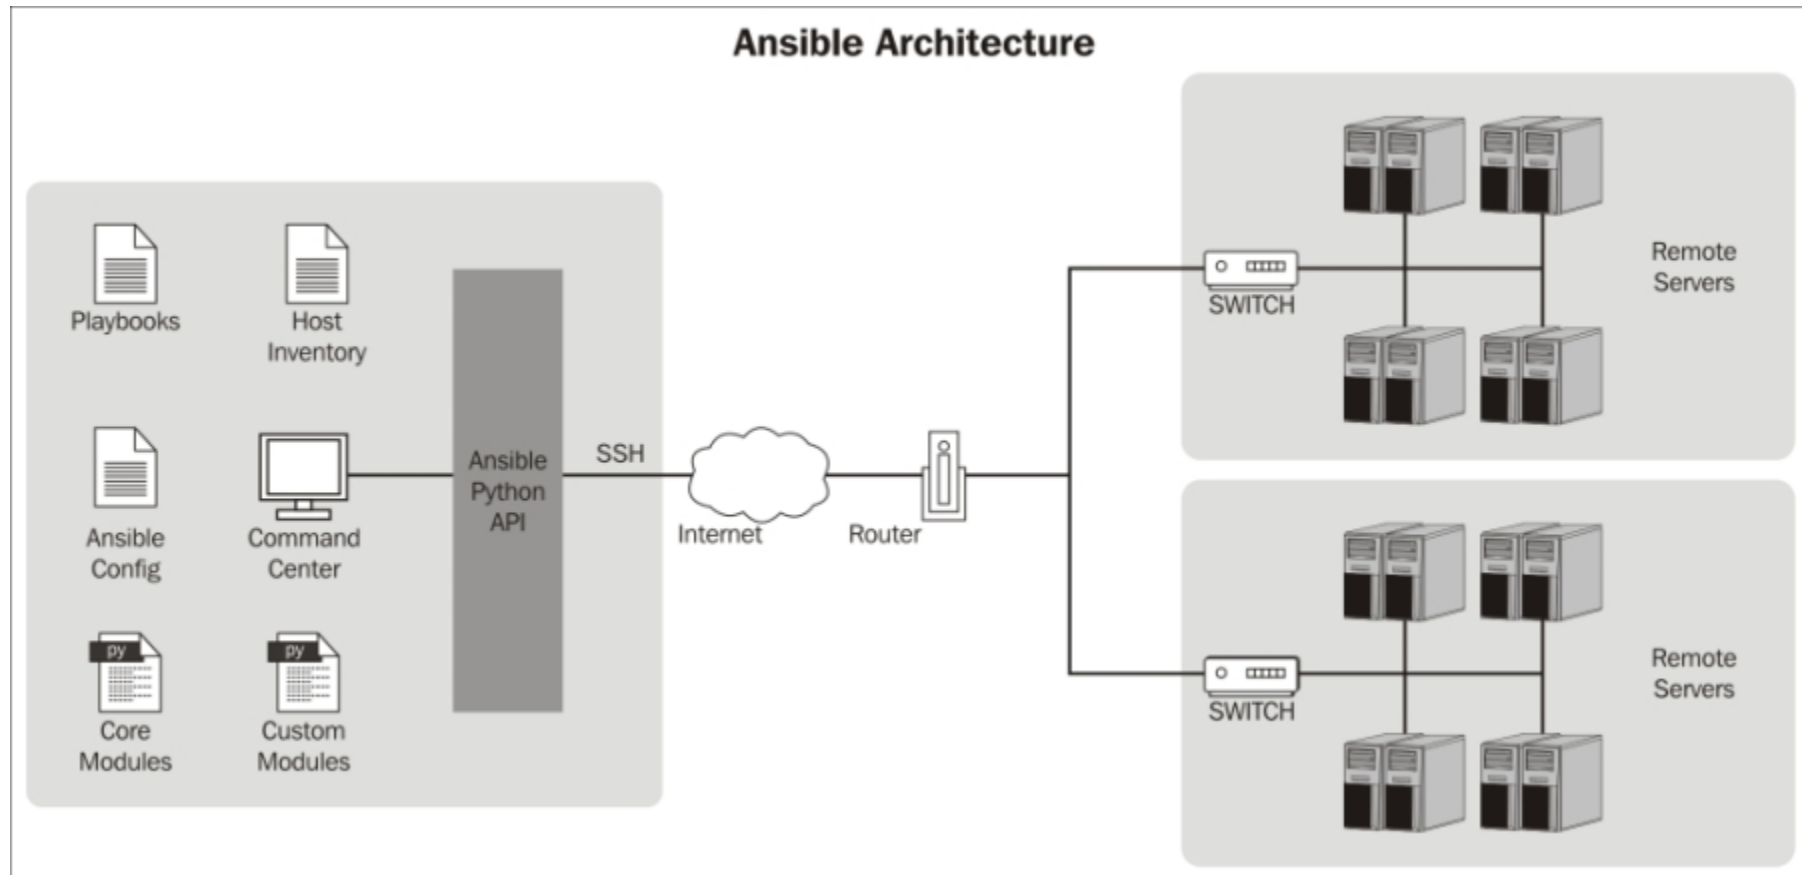 Ansible Architecture
Playbooks
Host
Inventory
Ansible
Config
Command
Center
py
Core
Modules
py
Custom
Modules
Ansible
Python
API
SSH
Internet
Router
SWITCH
Remote
Servers
SWITCH
Remote
Servers